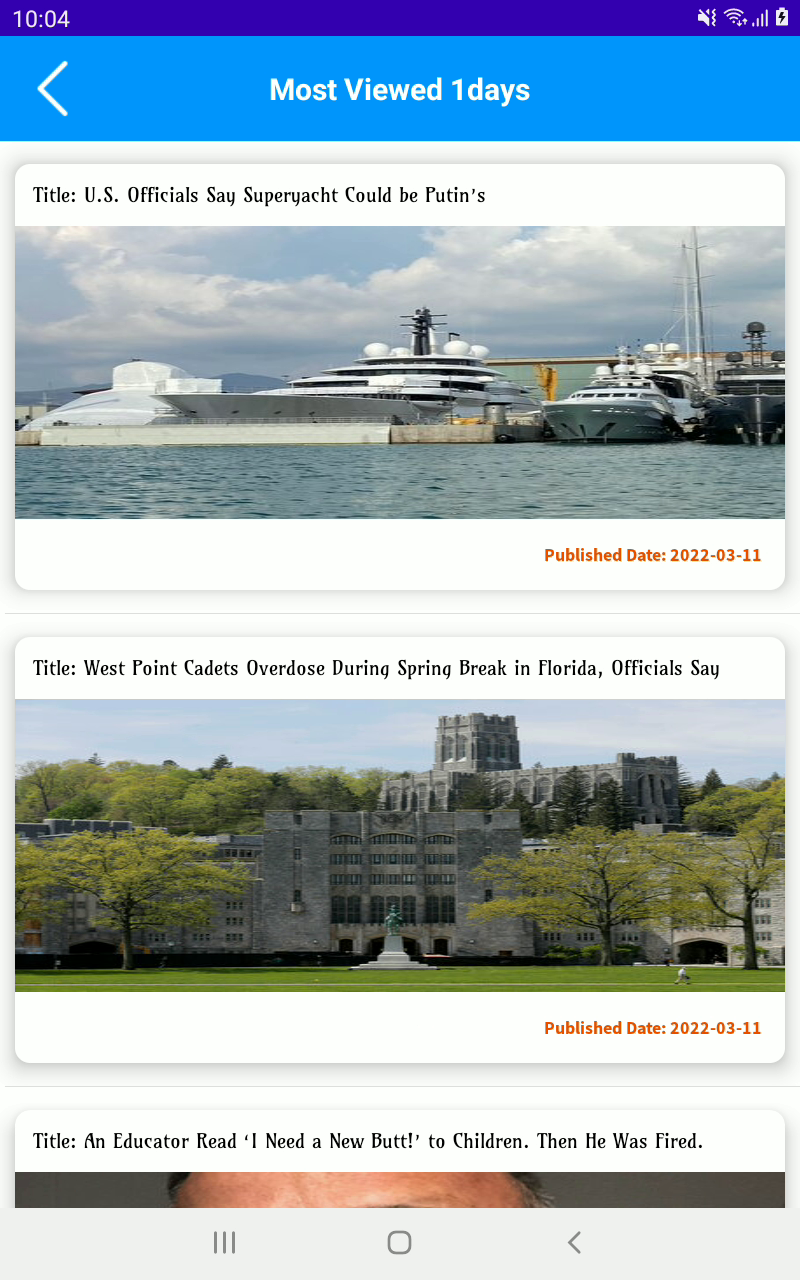 10:04
Most Viewed 1days
Title: U.S. Officials Say Superyacht Could be Putin’s
Published Date: 2022-03-11
Title: West Point Cadets Overdose During Spring Break in Florida, Officials Say
Published Date: 2022-03-11
Title: An Educator Read ‘I Need a New Butt!’ to Children. Then He Was Fired.